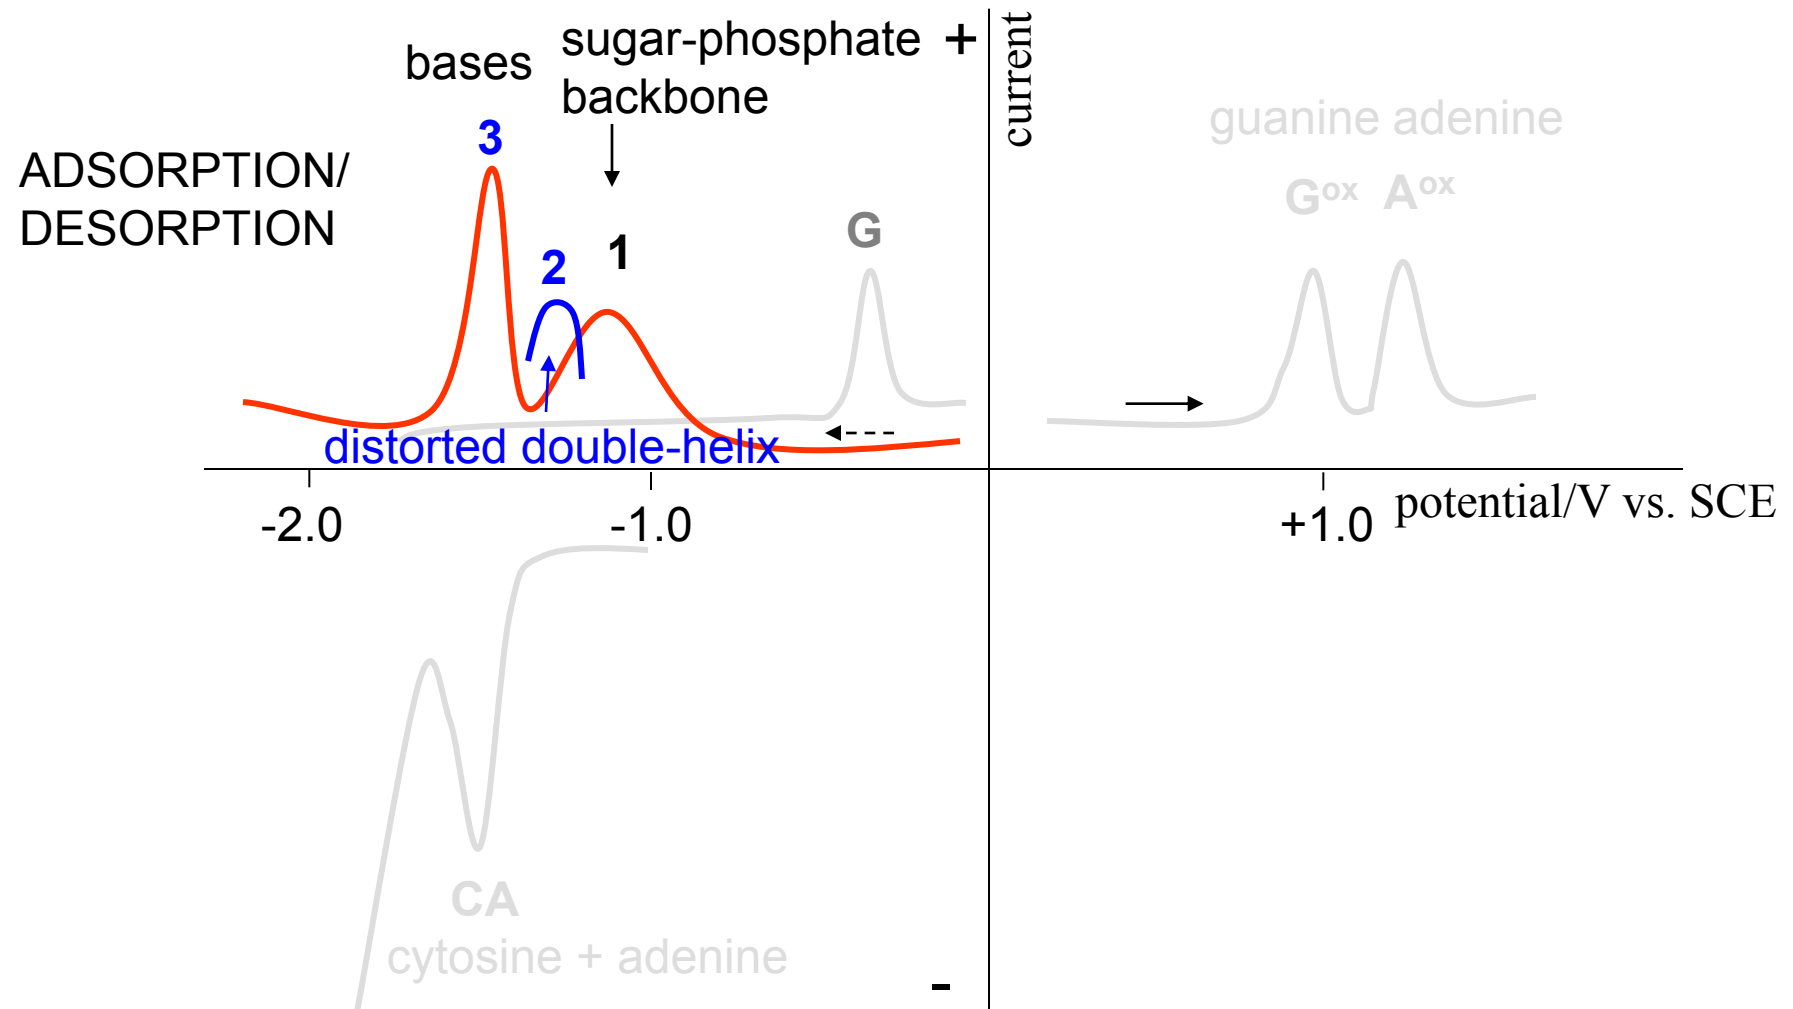 sugar-phosphate
backbone
+
current
bases
3
ADSORPTION/
DESORPTION
2
1
G
guanine adenine
Gᵒˣ Aᵒˣ
distorted double-helix
-2.0
-1.0
+1.0
potential/V vs. SCE
CA
cytosine + adenine
-